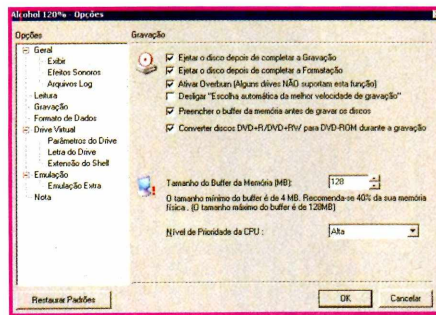 Alcohol 120% - Opções
Opções
Geral
Exibir
Efeitos Sonoros
Arquivos Log
Leitura
Gravação
Formato de Dados
Drive Virtual
Parâmetros do Drive
Letra do Drive
Extensão do Shell
Emulação
Emulação Extra
Nota
Restaurar Padrões
Gravação
Ejetar o disco depois de completar a Gravação
Ejetar o disco depois de completar a Formatação
Ativar Overburn (Alguns drives NÃO suportam esta função)
Desligar "Escolha automática da melhor velocidade de gravação"
Preencher o buffer da memória antes de gravar os discos
Converter discos DVD+R/DVD+RW para DVD-ROM durante a gravação
Tamanho do Buffer da Memória (MB):
128
O tamanho mínimo do buffer é de 4 MB. Recomenda-se 40% da sua memória
física. (O tamanho máximo do buffer é de 128MB)
Nível de Prioridade da CPU :
Alta
OK
Cancelar